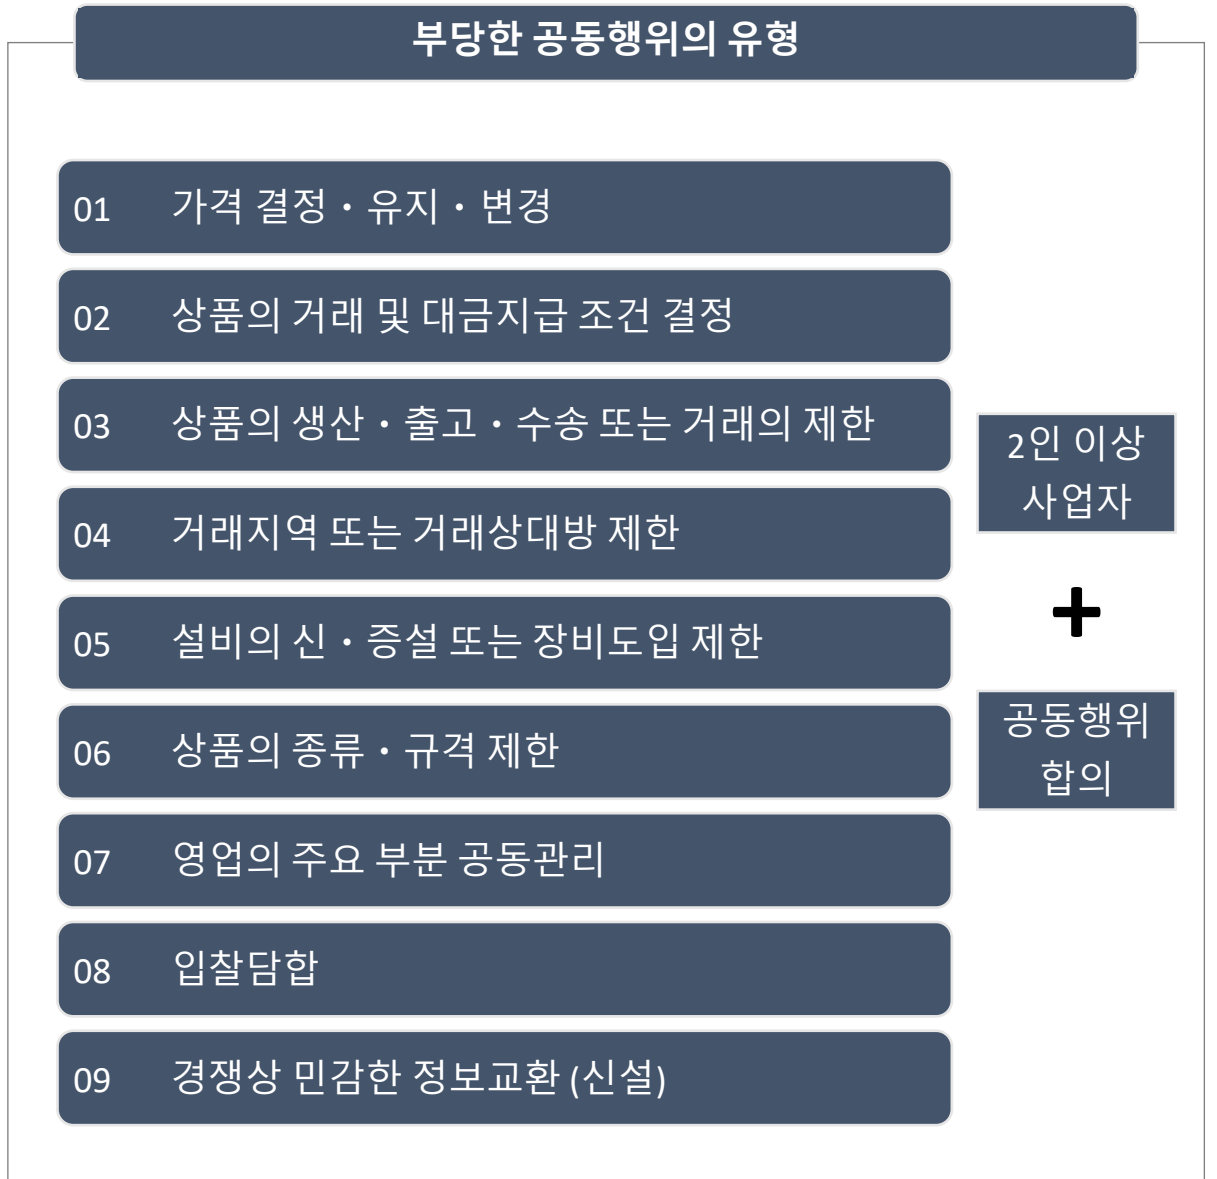 부당한 공동행위의 유형
01 가격 결정・유지・변경
02 상품의 거래 및 대금지급 조건 결정
03 상품의 생산・출고・수송 또는 거래의 제한
04 거래지역 또는 거래상대방 제한
05 설비의 신・증설 또는 장비도입 제한
06 상품의 종류・규격 제한
07 영업의 주요 부분 공동관리
08 입찰담합
09 경쟁상 민감한 정보교환 (신설)
2인 이상
사업자
+
공동행위
합의